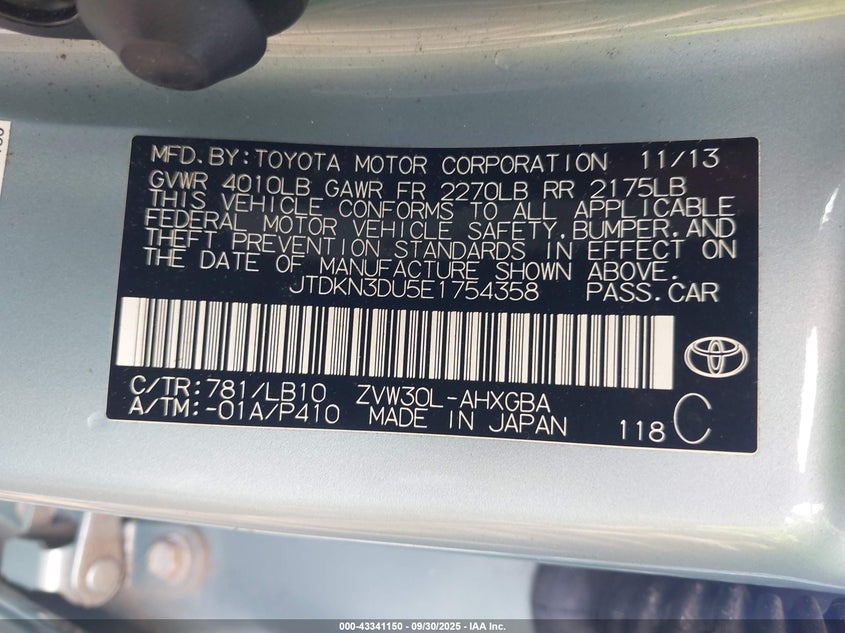 MFD.BY:TOYOTA MOTOR CORPORATION 11/13
GVWR 4010LB GAWR FR 2270LB RR 2175LB
THIS VEHICLE CONFORMS TO ALL APPLICABLE
FEDERAL MOTOR VEHICLE SAFETY,BUMPER,AND
THEFT PREVENTION STANDARDS IN EFFECT ON
THE DATE OF MANUFACTURE SHOWN ABOVE.
JTDKN3DU5E1754358 PASS.CAR
C/TR:781/LB10 ZVW30L-AHXGBA
A/TM:-01A/P410 MADE IN JAPAN 118 C
000-43341150 - 09/30/2025 - IAA Inc.